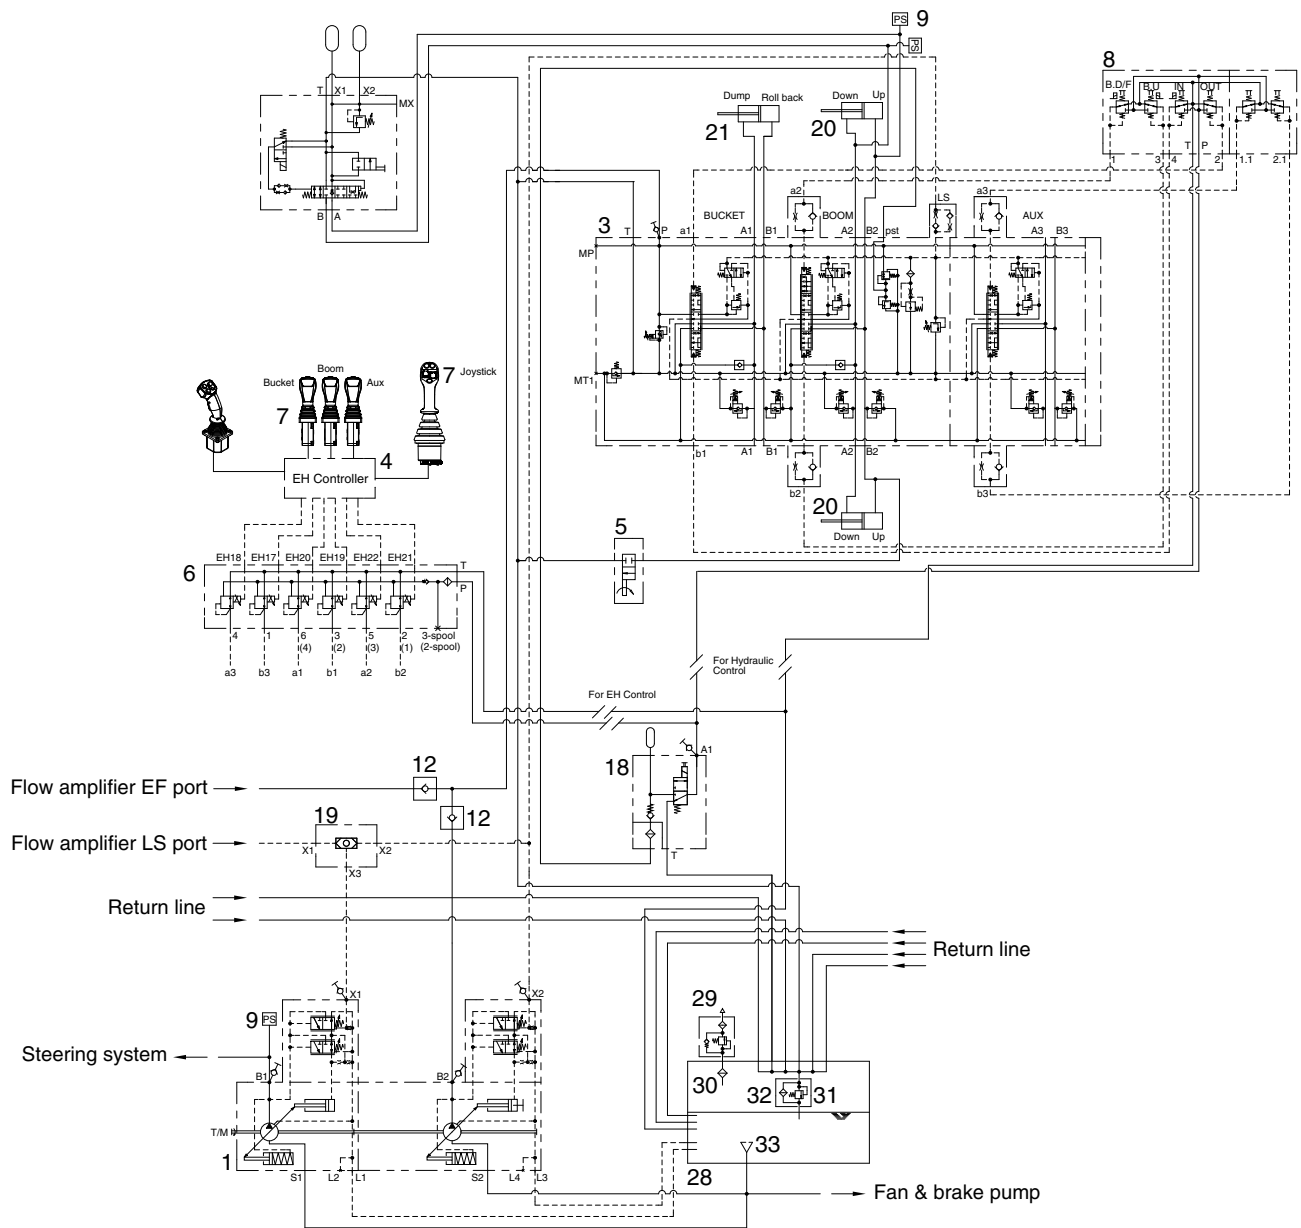 PS 9
PS
8
T X1 X2
MX
B A
Dump Roll back
21
Down Up
20
B.D/F B.U IN OUT
T P
1 3 4 2 1.1 2.1
a2
a3
LS
BUCKET BOOM AUX
3 T P a1 A1 B1 A2 B2 pst A3 B3
MP
MT1
b1 A1 B1 A2 B2
b2
b3
20
Down Up
Boom
Bucket Aux
7
7 Joystick
4
EH Controller
5
EH18 EH17 EH20 EH19 EH22 EH21
6
T
P
4 1 6 3 5 2 3-spool
(4) (2) (3) (1) (2-spool)
a3 b3 a1 b1 a2 b2
For Hydraulic
Control
For EH Control
A1
18
T
Flow amplifier EF port
12
12
19
Flow amplifier LS port
X1 X2
X3
Return line
Return line
X1 X2
29
9 PS
Steering system
B1 B2
30 32 31
T/M
1
33
S1 L2 L1 S2 L4 L3
28
Fan & brake pump